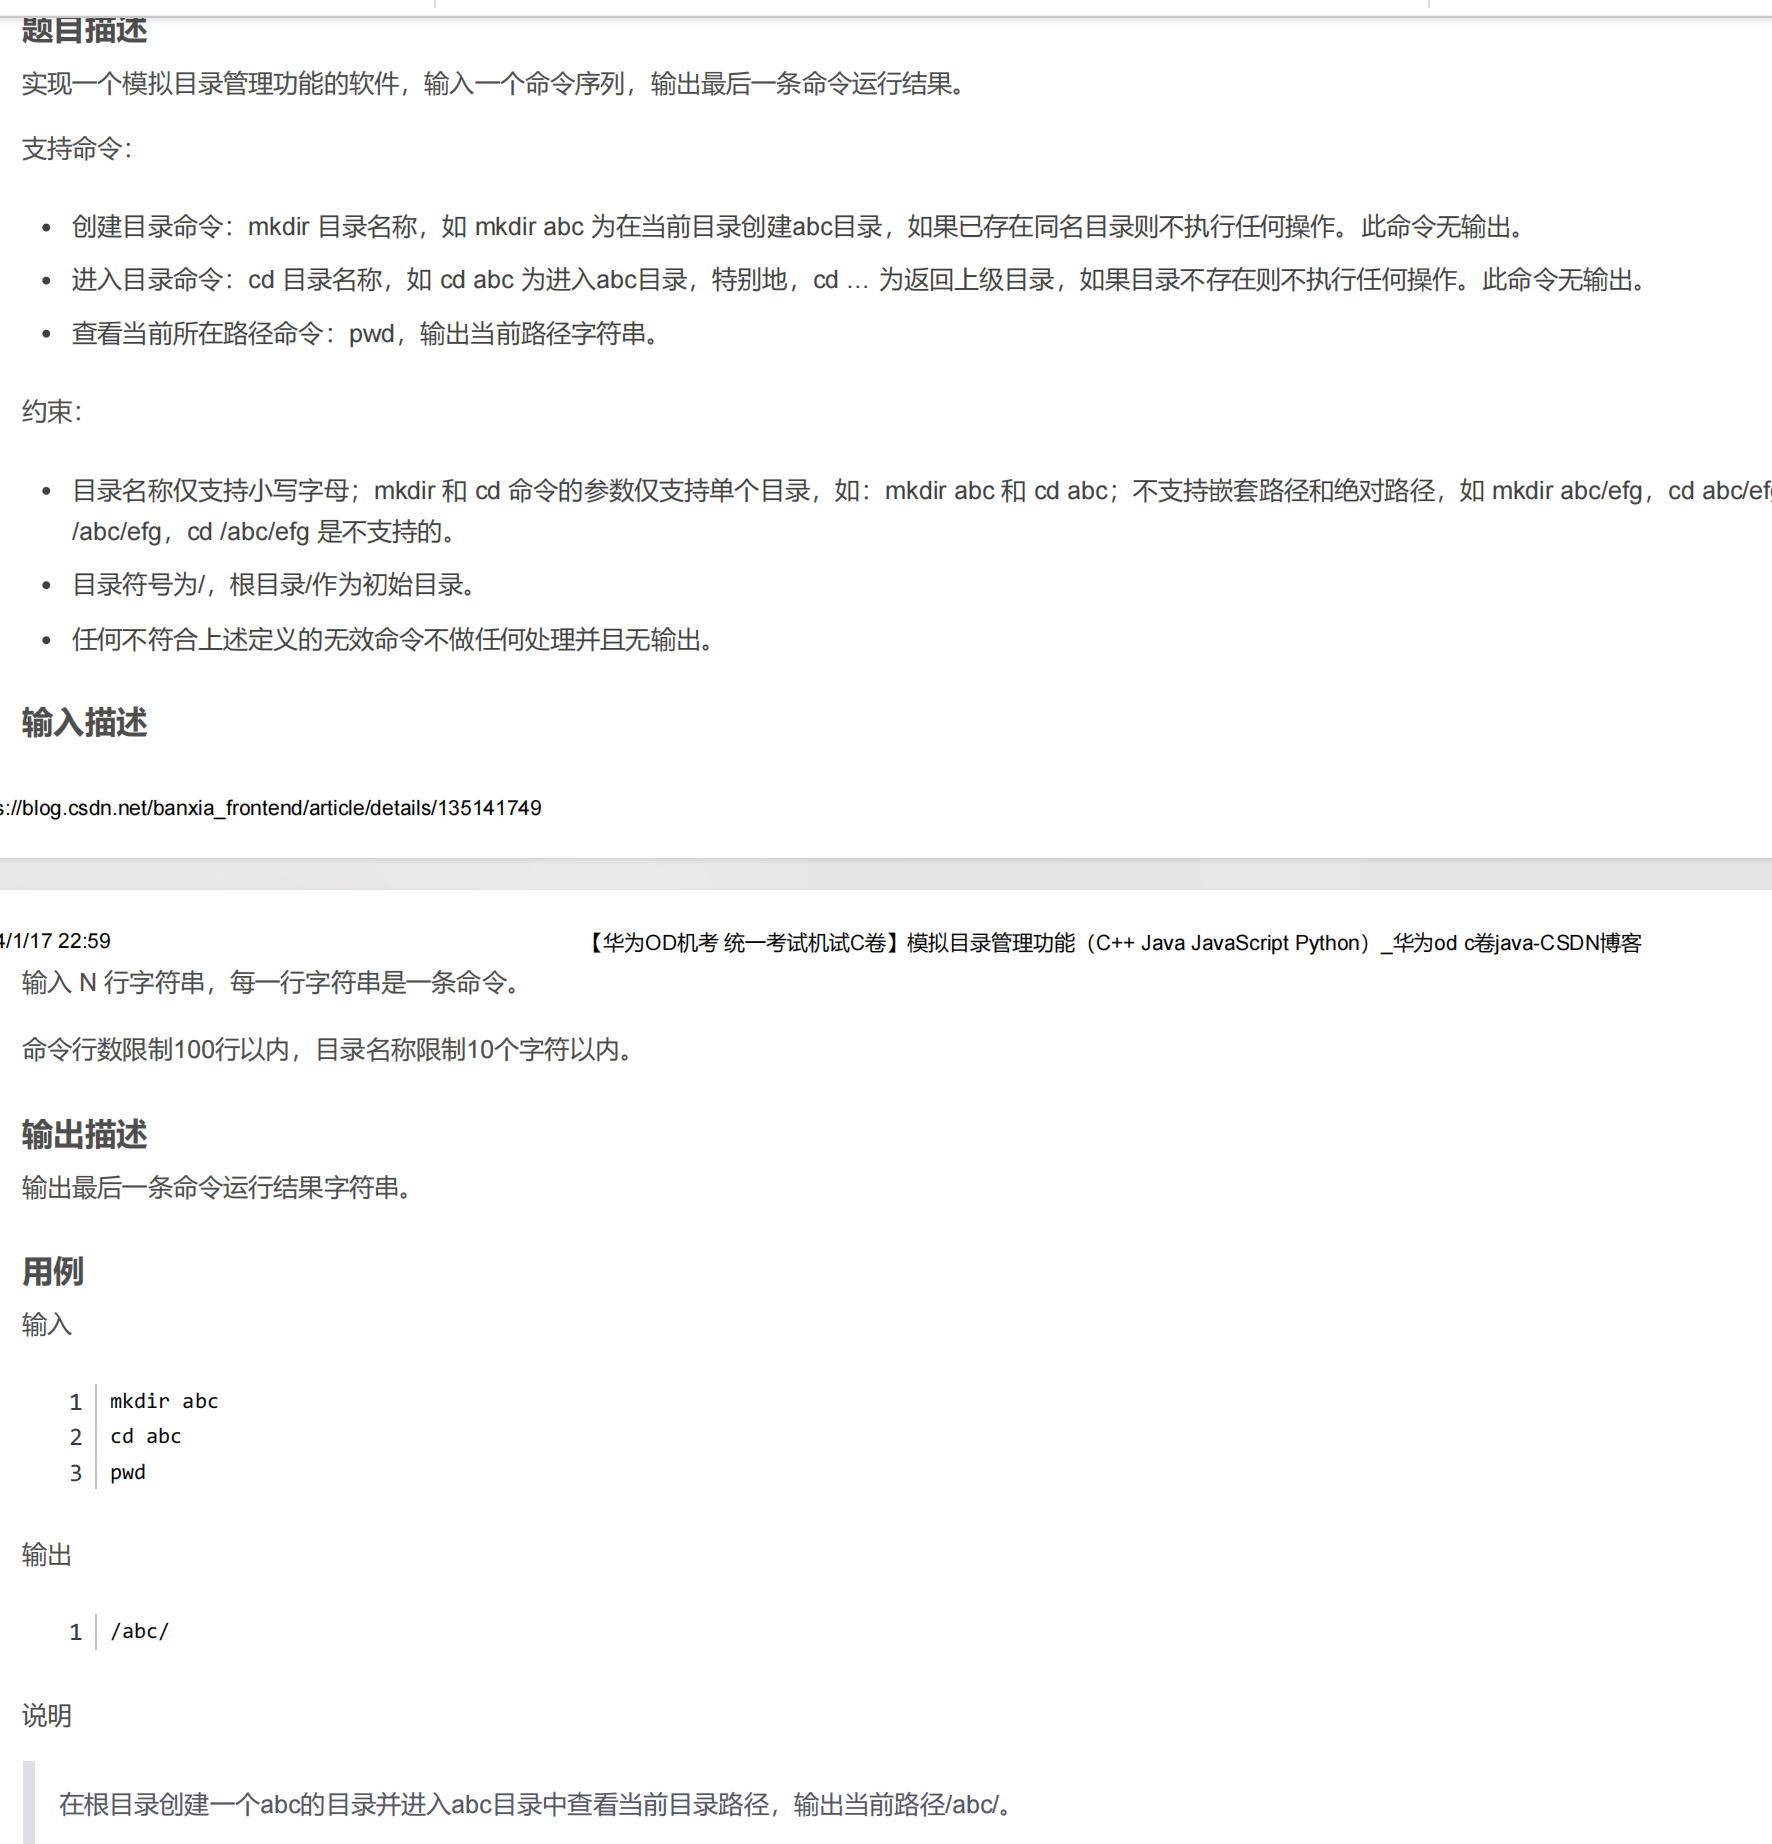 题目描述
实现一个模拟目录管理功能的软件，输入一个命令序列，输出最后一条命令运行结果。
支持命令：
• 创建目录命令：mkdir 目录名称，如 mkdir abc 为在当前目录创建abc目录，如果已存在同名目录则不执行任何操作。此命令无输出。
• 进入目录命令：cd 目录名称，如 cd abc 为进入abc目录，特别地，cd … 为返回上级目录，如果目录不存在则不执行任何操作。此命令无输出。
• 查看当前所在路径命令：pwd，输出当前路径字符串。
约束：
• 目录名称仅支持小写字母；mkdir 和 cd 命令的参数仅支持单个目录，如：mkdir abc 和 cd abc；不支持嵌套路径和绝对路径，如 mkdir abc/efg，cd abc/ef
/abc/efg，cd /abc/efg 是不支持的。
• 目录符号为/，根目录/作为初始目录。
• 任何不符合上述定义的无效命令不做任何处理并且无输出。
输入描述
s://blog.csdn.net/banxia_frontend/article/details/135141749
4/1/17 22:59 【华为OD机考 统一考试机试C卷】模拟目录管理功能（C++ Java JavaScript Python）_华为od c卷java-CSDN博客
输入 N 行字符串，每一行字符串是一条命令。
命令行数限制100行以内，目录名称限制10个字符以内。
输出描述
输出最后一条命令运行结果字符串。
用例
输入
1 mkdir abc
2 cd abc
3 pwd
输出
1 /abc/
说明
在根目录创建一个abc的目录并进入abc目录中查看当前目录路径，输出当前路径/abc/。